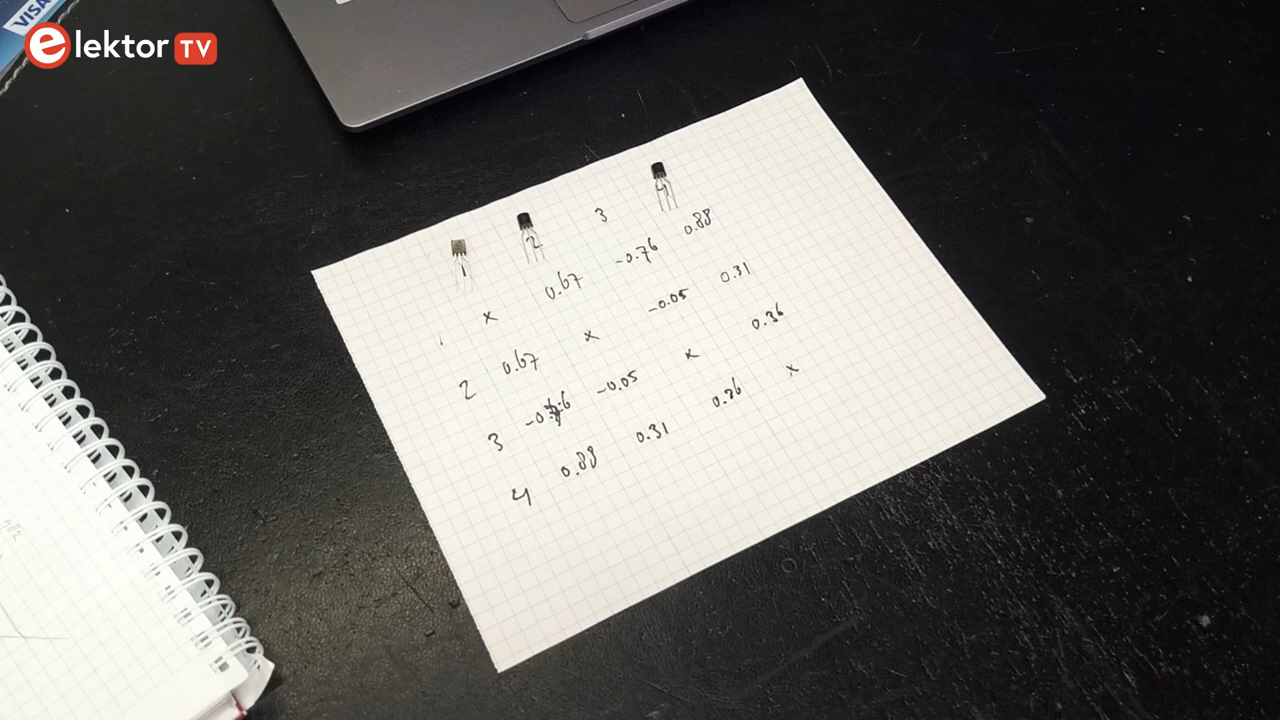 VISA
elektor TV
1 2 3 4
1 x 0.67 -0.76 0.88
2 0.67 x -0.05 0.31
3 -0.76 -0.05 x 0.36
4 0.88 0.31 0.36 x